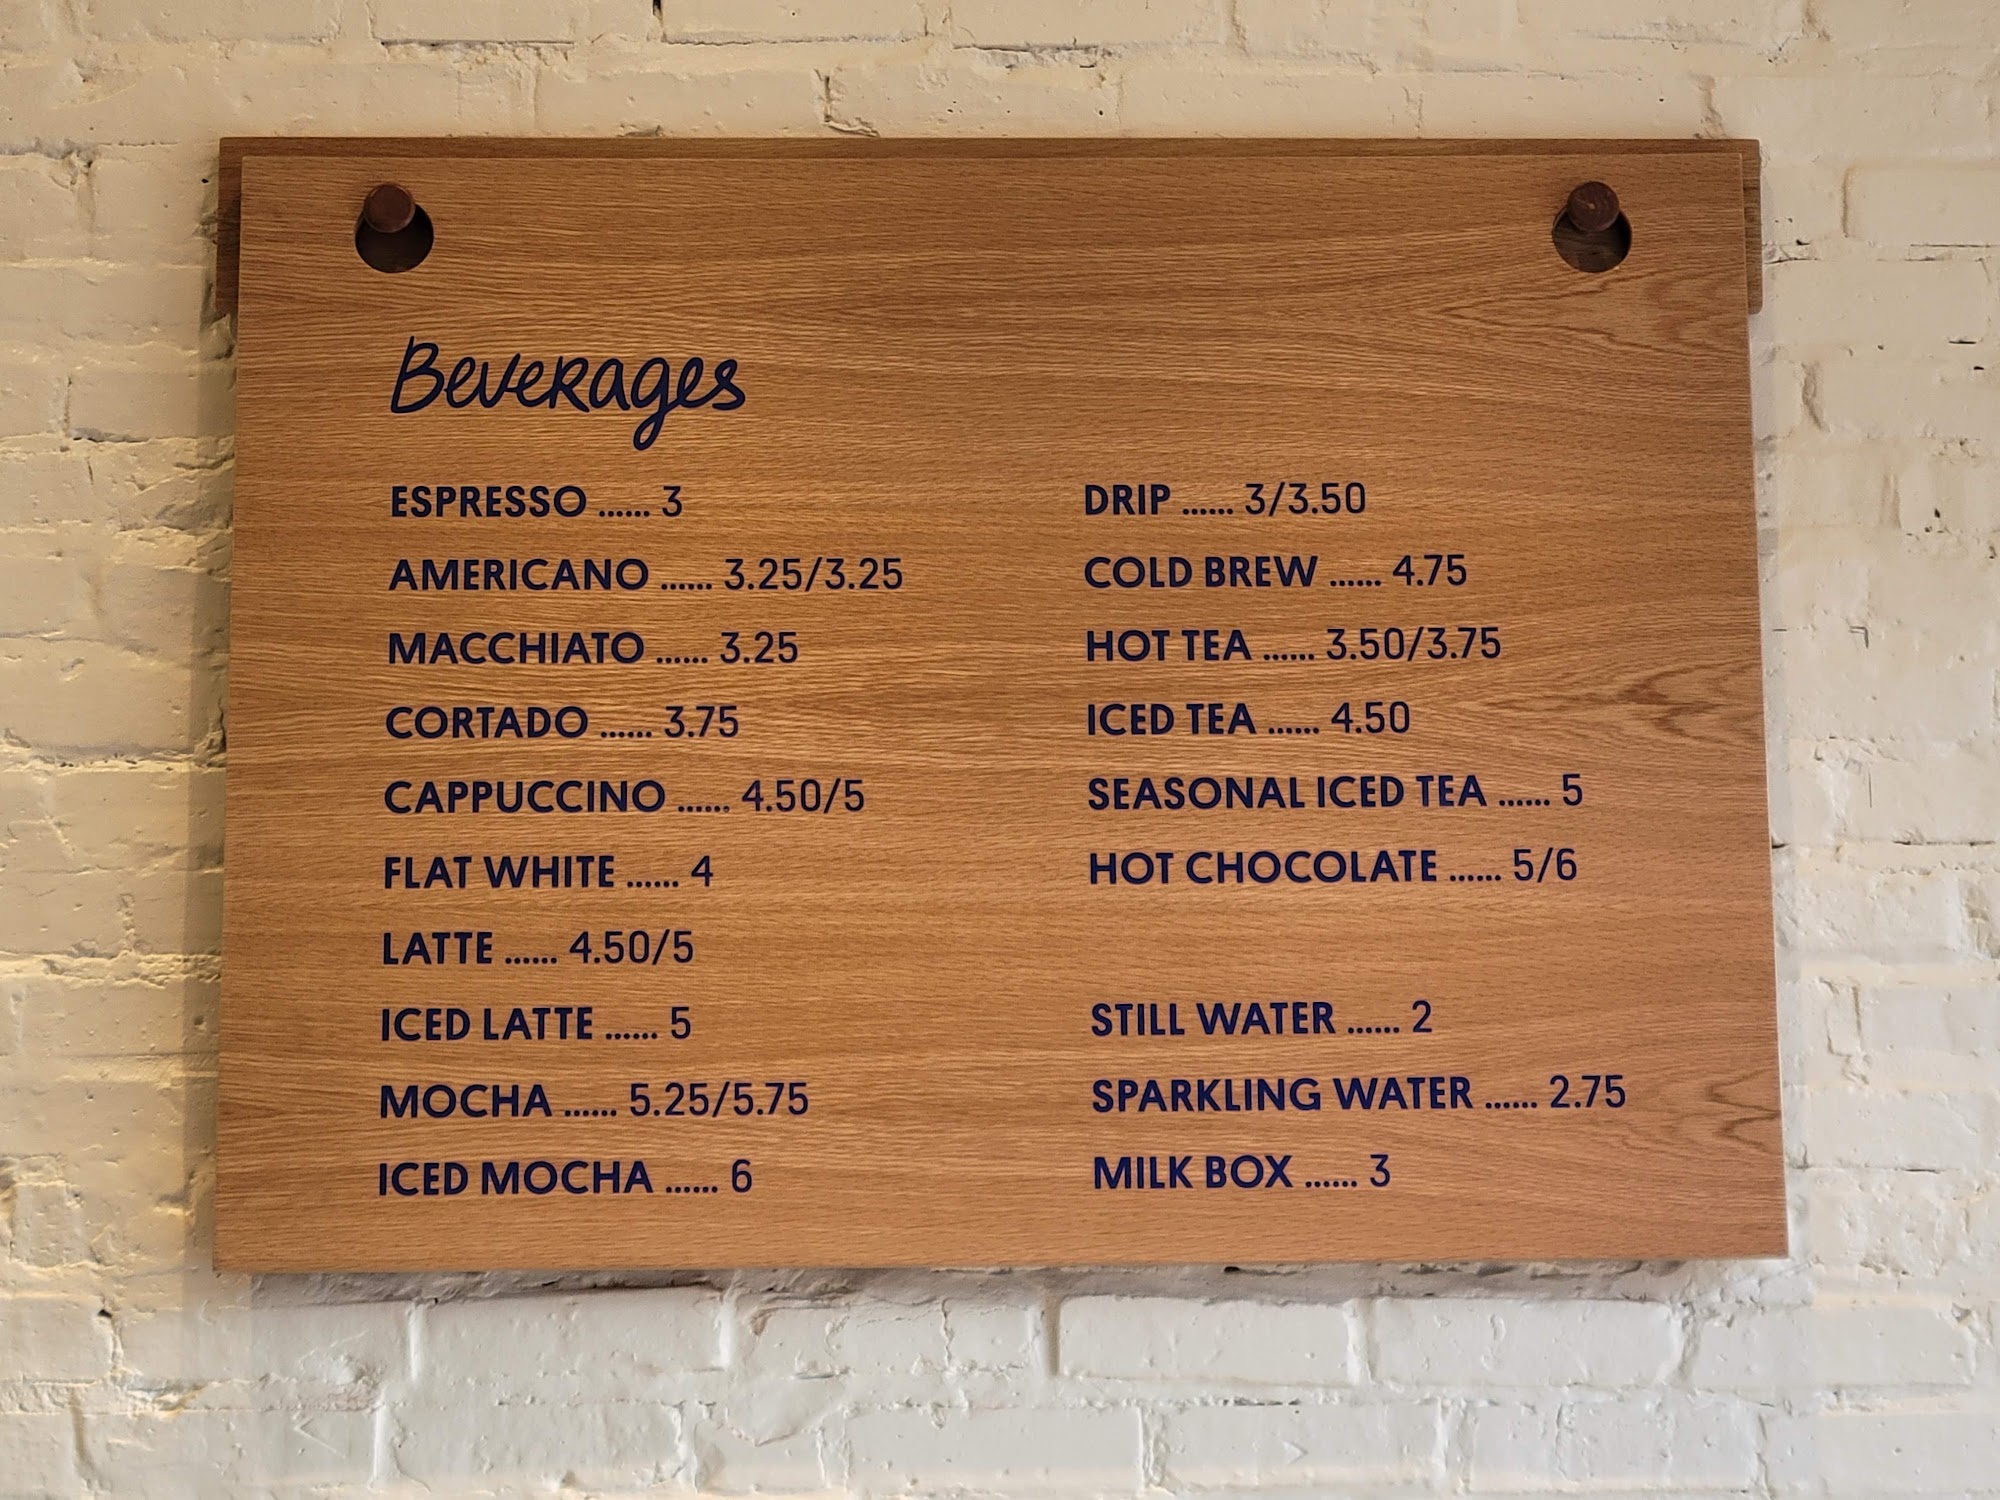 Beverages
ESPRESSO ...... 3
AMERICANO ...... 3.25/3.25
MACCHIATO ...... 3.25
CORTADO ...... 3.75
CAPPUCCINO ...... 4.50/5
FLAT WHITE ...... 4
LATTE ...... 4.50/5
ICED LATTE ...... 5
MOCHA ...... 5.25/5.75
ICED MOCHA ...... 6
DRIP ...... 3/3.50
COLD BREW ...... 4.75
HOT TEA ...... 3.50/3.75
ICED TEA ...... 4.50
SEASONAL ICED TEA ...... 5
HOT CHOCOLATE ...... 5/6
STILL WATER ...... 2
SPARKLING WATER ...... 2.75
MILK BOX ...... 3